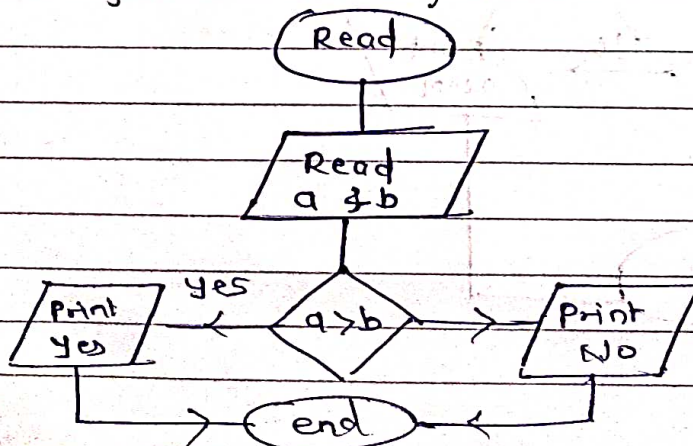 Read
Read
a & b
yes
a>b
Print
yes
Print
NO
end